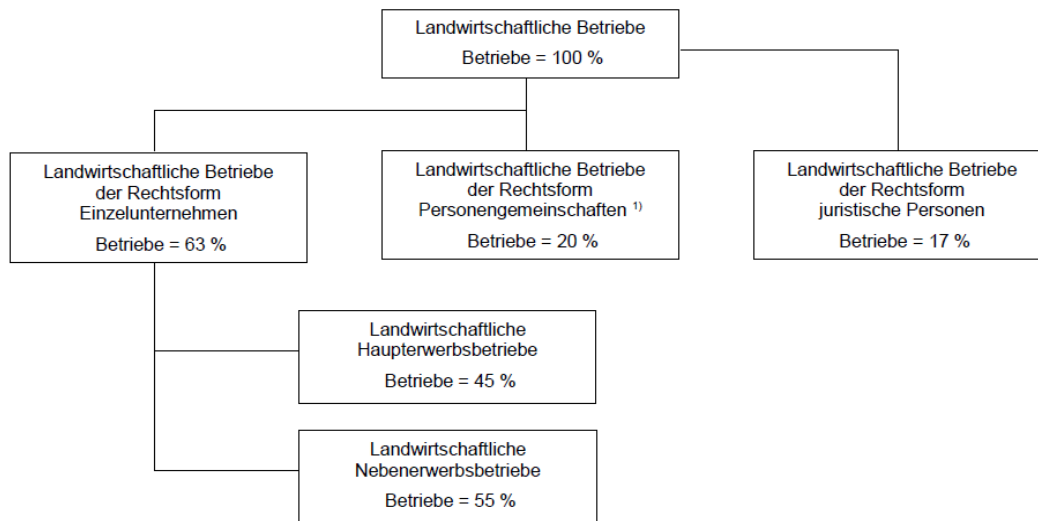 Landwirtschaftliche Betriebe
Betriebe = 100 %
Landwirtschaftliche Betriebe
der Rechtsform
Einzelunternehmen
Betriebe = 63 %
Landwirtschaftliche Betriebe
der Rechtsform
Personengemeinschaften ¹⁾
Betriebe = 20 %
Landwirtschaftliche Betriebe
der Rechtsform
juristische Personen
Betriebe = 17 %
Landwirtschaftliche
Haupterwerbsbetriebe
Betriebe = 45 %
Landwirtschaftliche
Nebenerwerbsbetriebe
Betriebe = 55 %